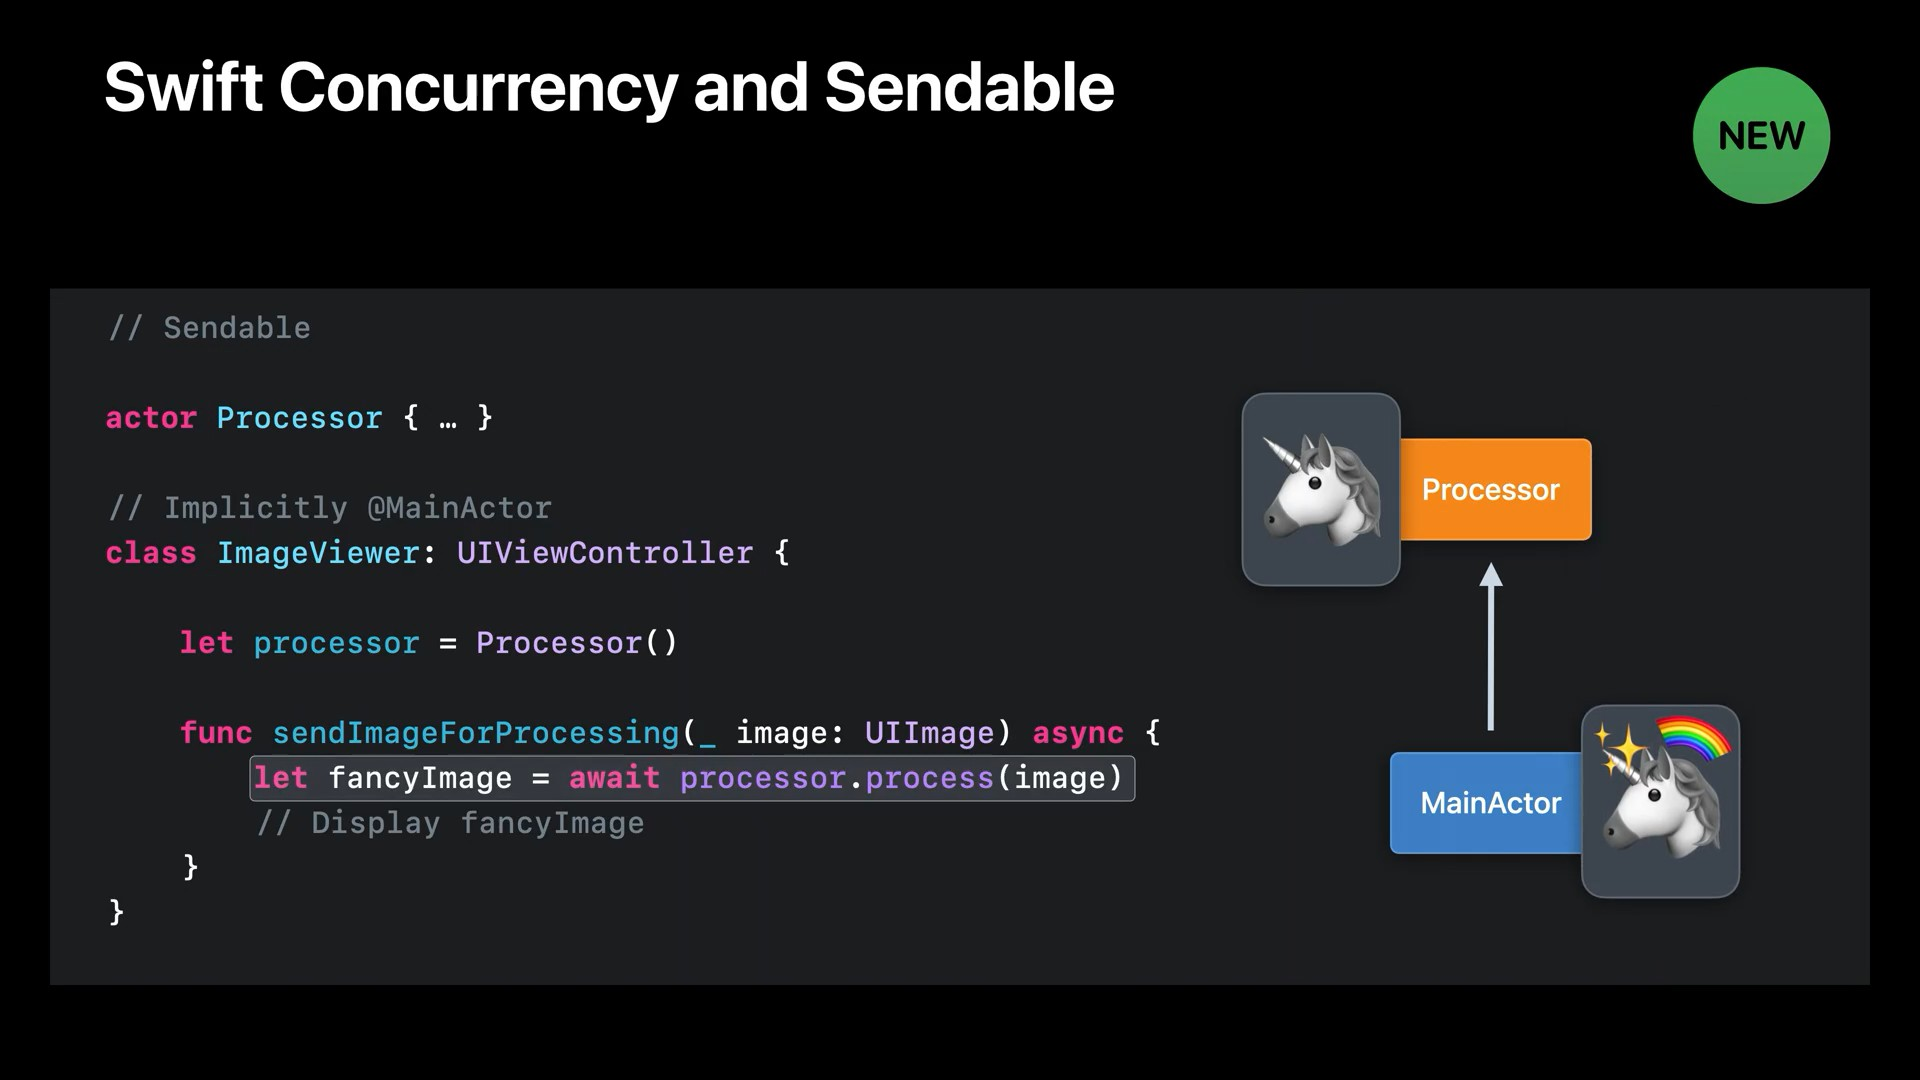 Swift Concurrency and Sendable
NEW
// Sendable
actor Processor { … }
// Implicitly @MainActor
class ImageViewer: UIViewController {
let processor = Processor()
func sendImageForProcessing(_ image: UIImage) async {
let fancyImage = await processor.process(image)
// Display fancyImage
}
}
Processor
MainActor